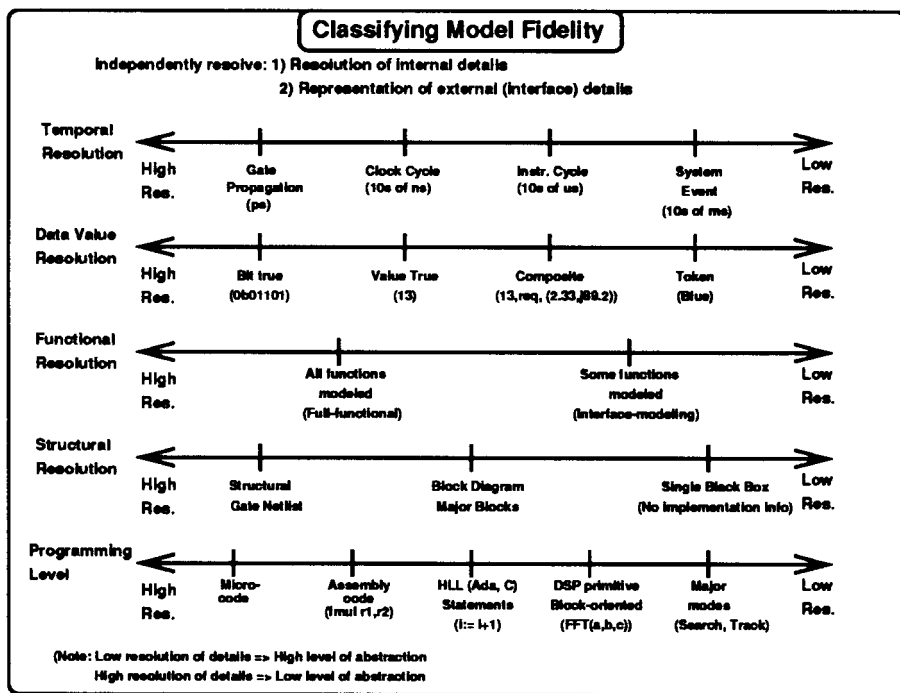 Classifying Model Fidelity
Independently resolve: 1) Resolution of internal details
2) Representation of external (interface) details
Temporal
Resolution
High
Res.
Gate
Propagation
(ps)
Clock Cycle
(10s of ns)
Instr. Cycle
(10s of us)
System
Event
(10s of ms)
Low
Res.
Data Value
Resolution
High
Res.
Bit true
(0b01101)
Value True
(13)
Composite
(13,req, (2.33,j89.2))
Token
(Blue)
Low
Res.
Functional
Resolution
High
Res.
All functions
modeled
(Full-functional)
Some functions
modeled
(Interface-modeling)
Low
Res.
Structural
Resolution
High
Res.
Structural
Gate Netlist
Block Diagram
Major Blocks
Single Black Box
(No implementation info)
Low
Res.
Programming
Level
High
Res.
Micro-
code
Assembly
code
(fmul r1,r2)
HLL (Ada, C)
Statements
(i:= i+1)
DSP primitive
Block-oriented
(FFT(a,b,c))
Major
modes
(Search, Track)
Low
Res.
(Note: Low resolution of details => High level of abstraction
High resolution of details => Low level of abstraction